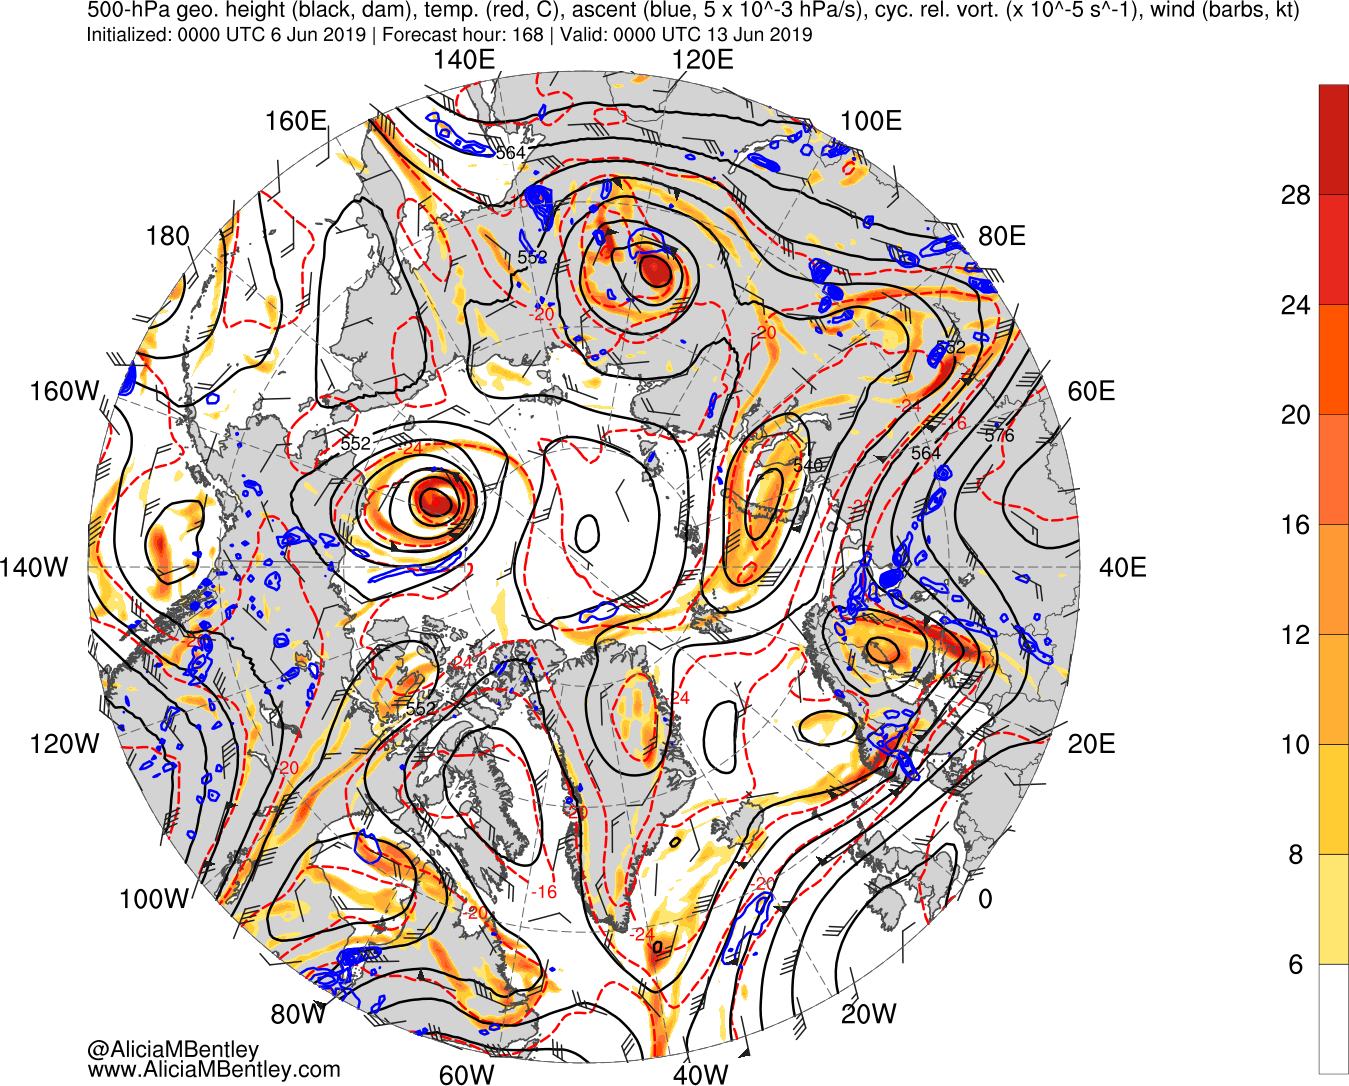 500-hPa geo. height (black, dam), temp. (red, C), ascent (blue, 5 x 10^-3 hPa/s), cyc. rel. vort. (x 10^-5 s^-1), wind (barbs, kt)
Initialized: 0000 UTC 6 Jun 2019 | Forecast hour: 168 | Valid: 0000 UTC 13 Jun 2019
140E
120E
160E
100E
564
28
180
80E
552
-20
24
-20
552
160W
60E
-24
20
-16
576
552
-24
564
540
16
140W
40E
12
-24
-24
552
120W
20E
10
-20
-20
8
-16
-20
100W
0
-20
-24
6
80W
20W
@AliciaMBentley
www.AliciaMBentley.com
60W
40W